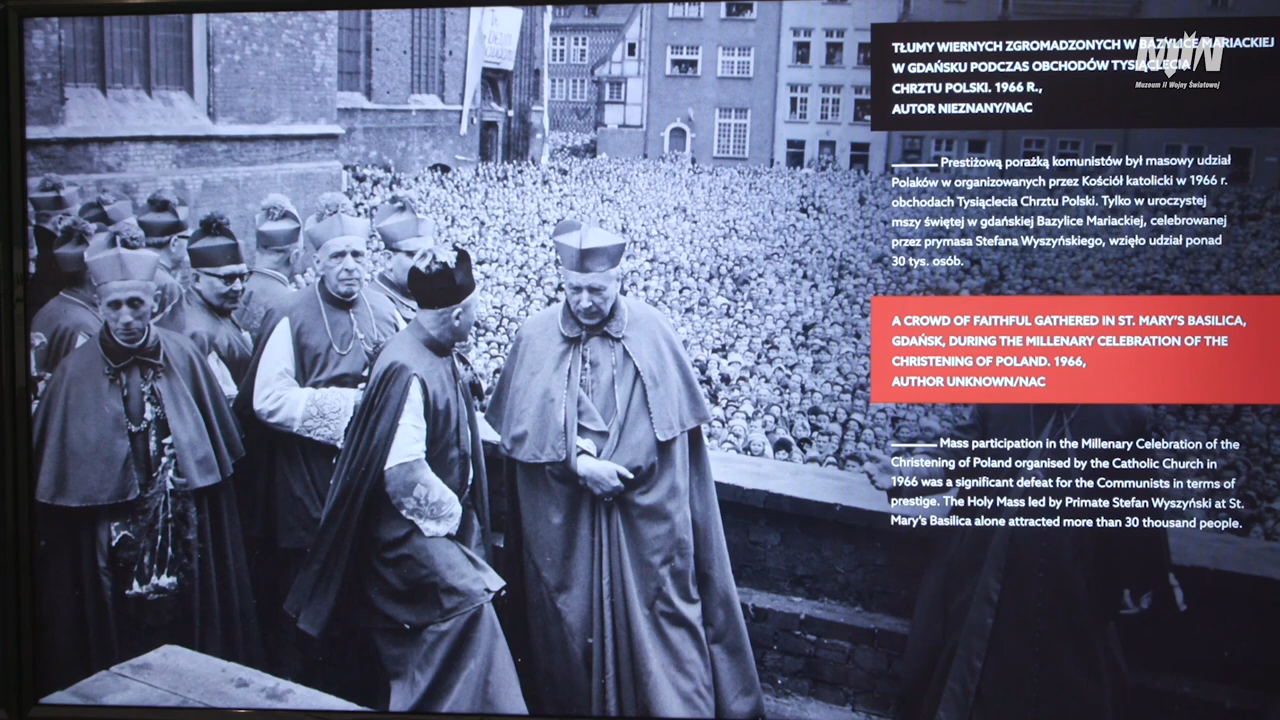 Te
DEUM
TŁUMY WIERNYCH ZGROMADZONYCH W BAZYLICE MARIACKIEJ
W GDAŃSKU PODCZAS OBCHODÓW TYSIĄCLECIA
CHRZTU POLSKI. 1966 R.,
AUTOR NIEZNANY/NAC
Muzeum II Wojny Światowej
Prestiżową porażką komunistów był masowy udział
Polaków w organizowanych przez Kościół katolicki w 1966 r.
obchodach Tysiąclecia Chrztu Polski. Tylko w uroczystej
mszy świętej w gdańskiej Bazylice Mariackiej, celebrowanej
przez prymasa Stefana Wyszyńskiego, wzięło udział ponad
30 tys. osób.
A CROWD OF FAITHFUL GATHERED IN ST. MARY'S BASILICA,
GDAŃSK, DURING THE MILLENARY CELEBRATION OF THE
CHRISTENING OF POLAND. 1966,
AUTHOR UNKNOWN/NAC
Mass participation in the Millenary Celebration of the
Christening of Poland organised by the Catholic Church in
1966 was a significant defeat for the Communists in terms of
prestige. The Holy Mass led by Primate Stefan Wyszyński at St.
Mary's Basilica alone attracted more than 30 thousand people.